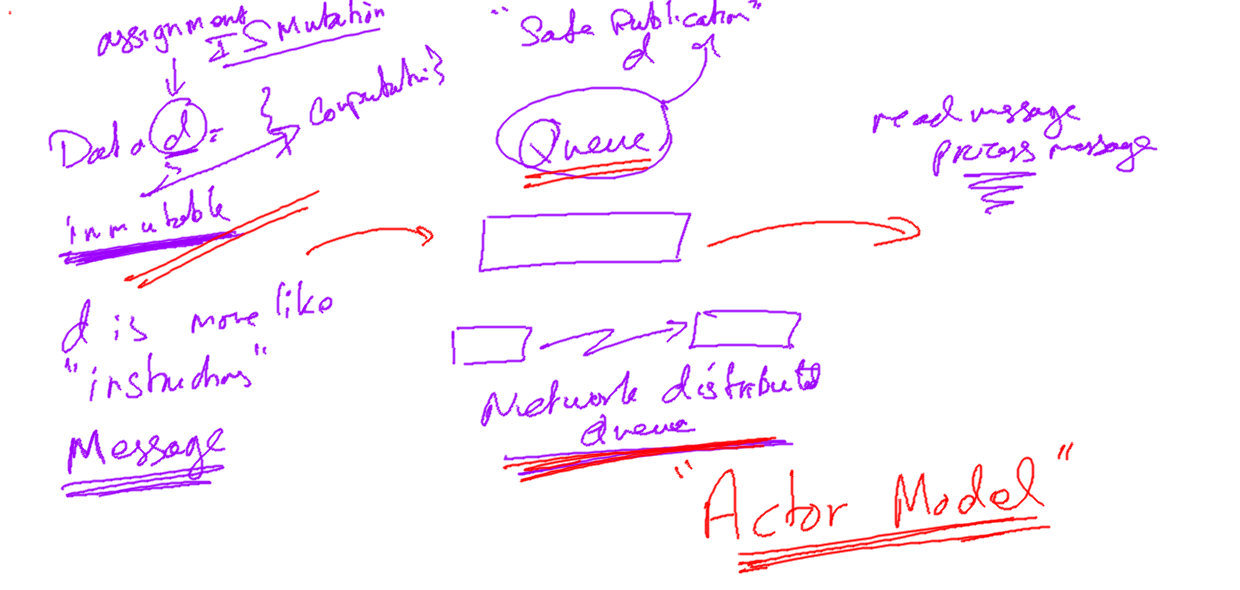 assignment
IS Mutation
Data d =
{ } Computation
immutable
d is more like
"instructions"
Message
"Safe Publication"
d
Queue
Network distributed
Queue
read message
process message
"Actor Model"